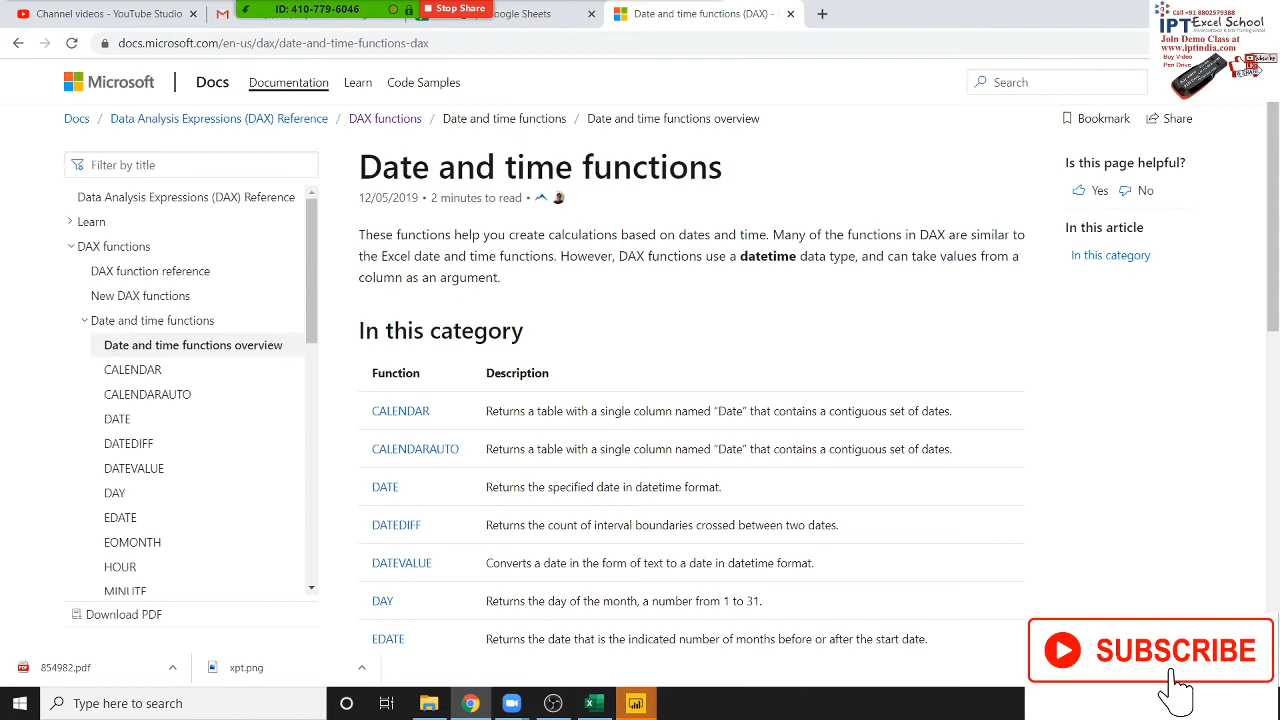 Channel videos - YouTube
ID: 410-779-6046
Stop Share
gle Sheets
Date and time functions (DAX) -
docs.microsoft.com/en-us/dax/date-and-time-functions-dax
Call +91 8802579388
IPT Excel School
Join Demo Class at
www.iptindia.com
Buy Video
Pen Drive
Microsoft
Docs
Documentation
Learn
Code Samples
Search
Docs / Data Analysis Expressions (DAX) Reference / DAX functions / Date and time functions / Date and time functions overview
Bookmark
Share
Filter by title
Data Analysis Expressions (DAX) Reference
Learn
DAX functions
DAX function reference
New DAX functions
Date and time functions
Date and time functions overview
CALENDAR
CALENDARAUTO
DATE
DATEDIFF
DATEVALUE
DAY
EDATE
EOMONTH
HOUR
MINUTE
Download PDF
Date and time functions
12/05/2019 • 2 minutes to read •
These functions help you create calculations based on dates and time. Many of the functions in DAX are similar to
the Excel date and time functions. However, DAX functions use a datetime data type, and can take values from a
column as an argument.
In this category
Function Description
CALENDAR Returns a table with a single column named “Date” that contains a contiguous set of dates.
CALENDARAUTO Returns a table with a single column named “Date” that contains a contiguous set of dates.
DATE Returns the specified date in datetime format.
DATEDIFF Returns the count of interval boundaries crossed between two dates.
DATEVALUE Converts a date in the form of text to a date in datetime format.
DAY Returns the day of the month, a number from 1 to 31.
EDATE Returns the date that is the indicated number of months before or after the start date.
Is this page helpful?
Yes No
In this article
In this category
SUBSCRIBE
854982.pdf
xpt.png
Type here to search